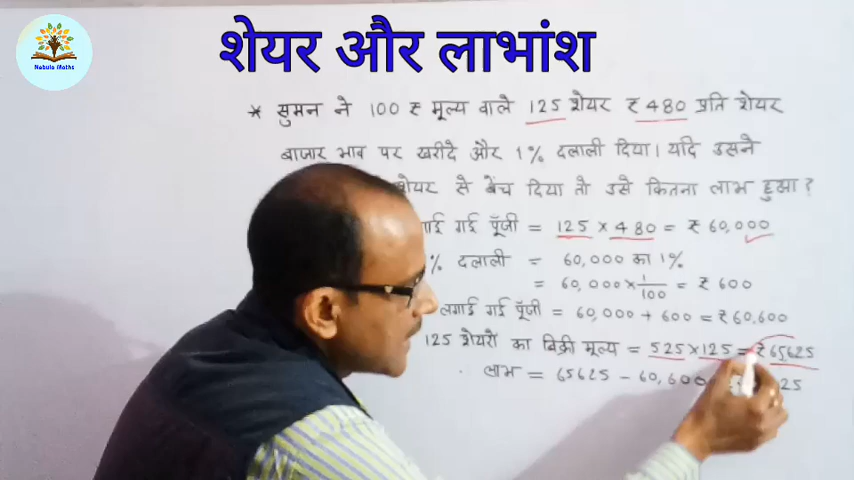 Nebula Maths
शेयर और लाभांश
* सुमन ने 100 ₹ मूल्य वाले 125 शेयर ₹ 480 प्रति शेयर
बाजार भाव पर खरीदे और 1% दलाली दिया। यदि उसने
शेयर से बेंच दिया तो उसे कितना लाभ हुआ?
गई पूँजी = 125 × 480 = ₹ 60,000
% दलाली = 60,000 का 1%
= 60,000 × 1/100 = ₹ 600
लगाई गई पूँजी = 60,000 + 600 = ₹ 60,600
125 शेयरों का बिक्री मूल्य = 525 × 125 = ₹ 65,625
लाभ = 65625 - 60,600